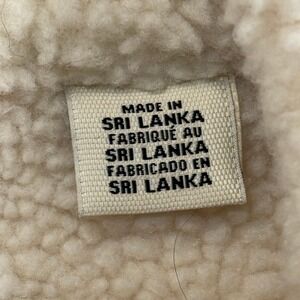 MADE IN
SRI LANKA
FABRIQUÉ AU
SRI LANKA
FABRICADO EN
SRI LANKA